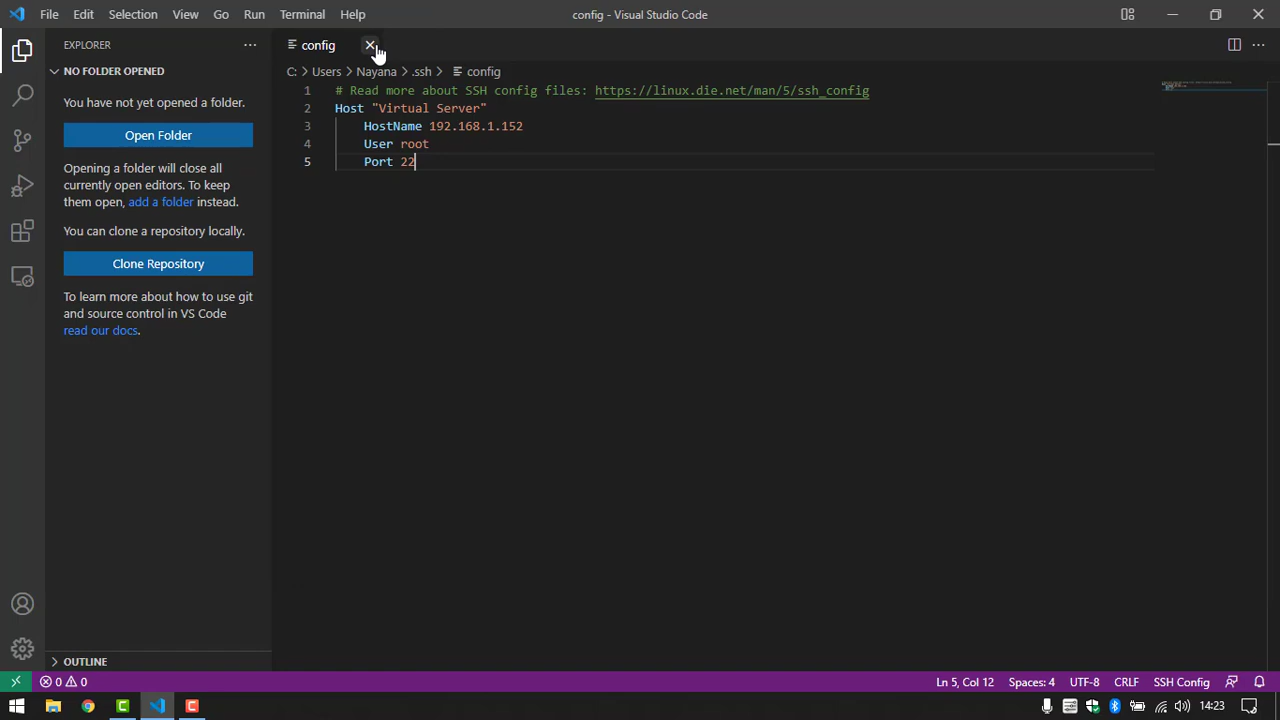 File Edit Selection View Go Run Terminal Help
config - Visual Studio Code
EXPLORER
NO FOLDER OPENED
You have not yet opened a folder.
Open Folder
Opening a folder will close all
currently open editors. To keep
them open, add a folder instead.
You can clone a repository locally.
Clone Repository
To learn more about how to use git
and source control in VS Code
read our docs.
OUTLINE
config
C: > Users > Nayana > .ssh > config
1 # Read more about SSH config files: https://linux.die.net/man/5/ssh_config
2 Host "Virtual Server"
3 HostName 192.168.1.152
4 User root
5 Port 22
0 0
Ln 5, Col 12 Spaces: 4 UTF-8 CRLF SSH Config
14:23